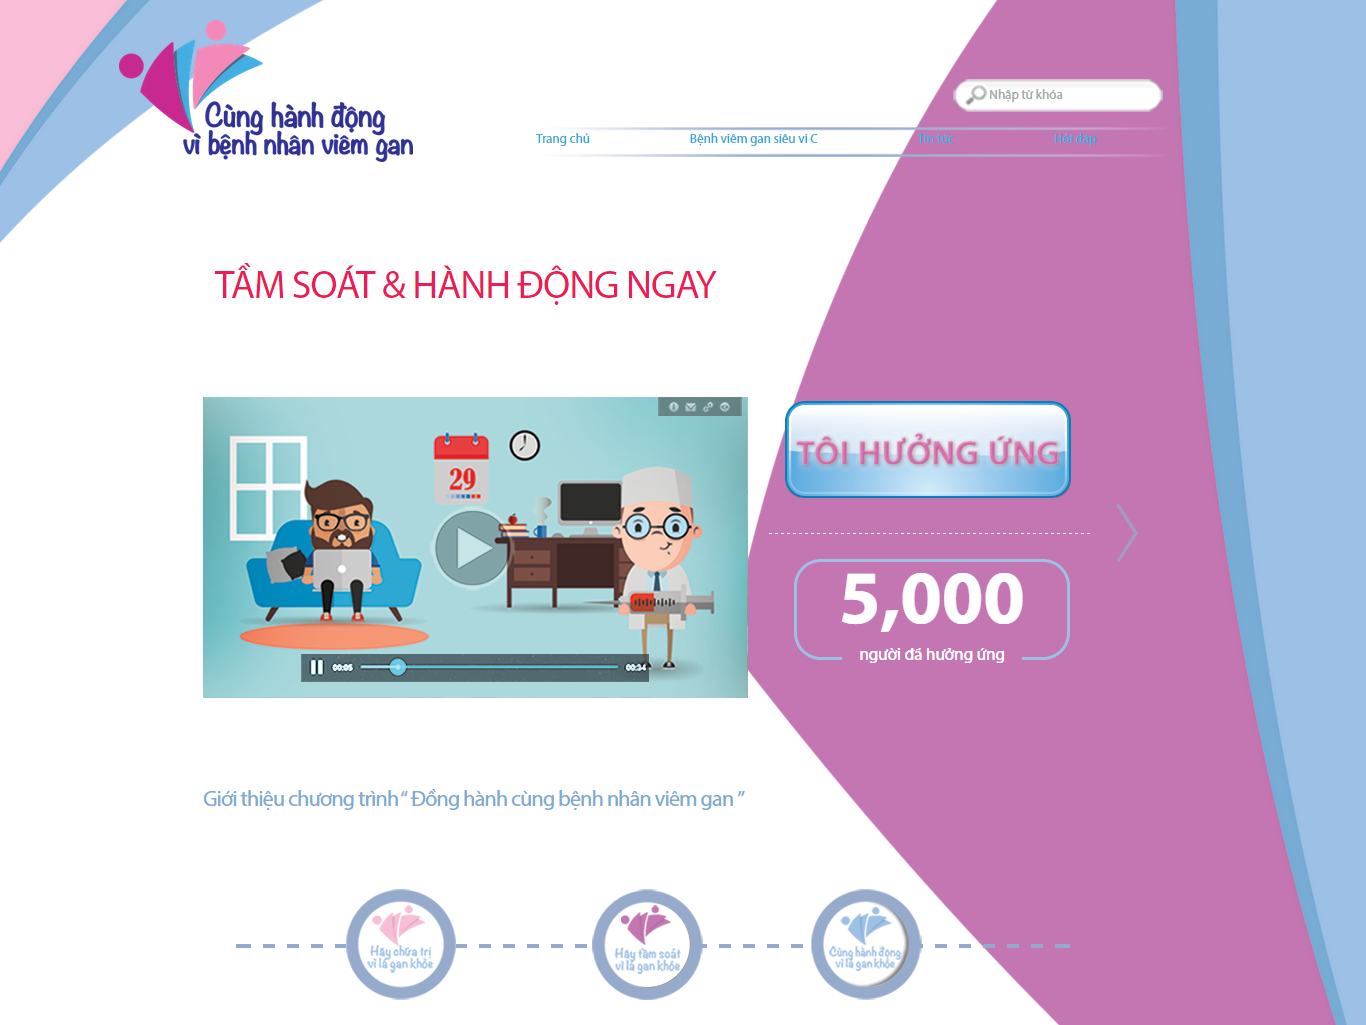 Cùng hành động
vì bệnh nhân viêm gan
Nhập từ khóa
Trang chủ
Bệnh viêm gan siêu vi C
Tin tức
Hỏi đáp
TẦM SOÁT & HÀNH ĐỘNG NGAY
29
TÔI HƯỞNG ỨNG
5,000
người đã hưởng ứng
00:05
00:34
Giới thiệu chương trình “ Đồng hành cùng bệnh nhân viêm gan ”
Hãy chữa trị
vì lá gan khỏe
Hãy tầm soát
vì lá gan khỏe
Cùng hành động
vì lá gan khỏe